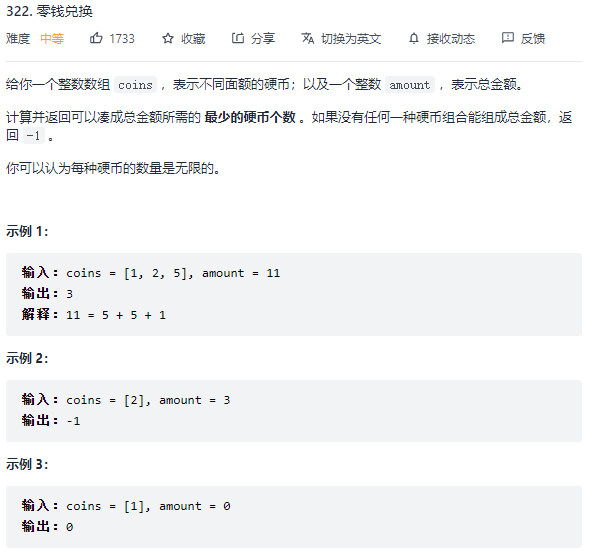 322. 零钱兑换
难度 中等 1733 收藏 分享 切换为英文 接收动态 反馈
给你一个整数数组 coins ，表示不同面额的硬币；以及一个整数 amount ，表示总金额。
计算并返回可以凑成总金额所需的 最少的硬币个数 。如果没有任何一种硬币组合能组成总金额，返
回 -1 。
你可以认为每种硬币的数量是无限的。
示例 1：
输入：coins = [1, 2, 5], amount = 11
输出：3
解释：11 = 5 + 5 + 1
示例 2：
输入：coins = [2], amount = 3
输出：-1
示例 3：
输入：coins = [1], amount = 0
输出：0